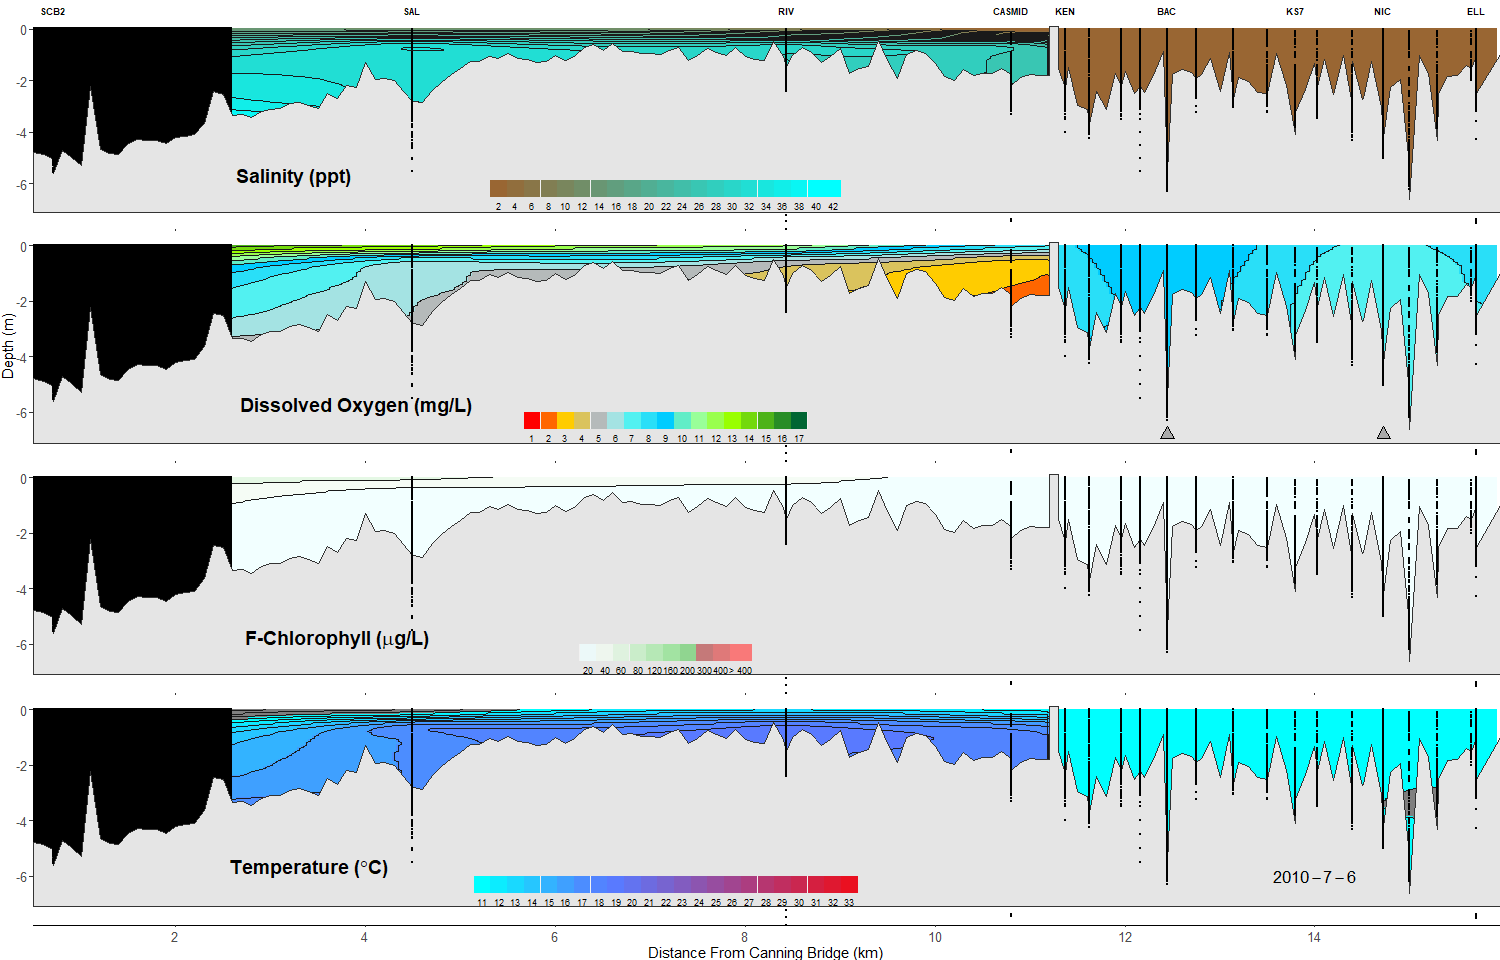 SCB2 SAL RIV CASMID KEN BAC KS7 NIC ELL
0
-2
-4
-6
Salinity (ppt)
2 4 6 8 10 12 14 16 18 20 22 24 26 28 30 32 34 36 38 40 42
0
-2
-4
-6
Depth (m)
Dissolved Oxygen (mg/L)
1 2 3 4 5 6 7 8 9 10 11 12 13 14 15 16 17
0
-2
-4
-6
F-Chlorophyll (μg/L)
20 40 60 80 120 160 200 300 400 > 400
0
-2
-4
-6
Temperature (°C)
2010-7-6
11 12 13 14 15 16 17 18 19 20 21 22 23 24 25 26 27 28 29 30 31 32 33
2 4 6 8 10 12 14
Distance From Canning Bridge (km)